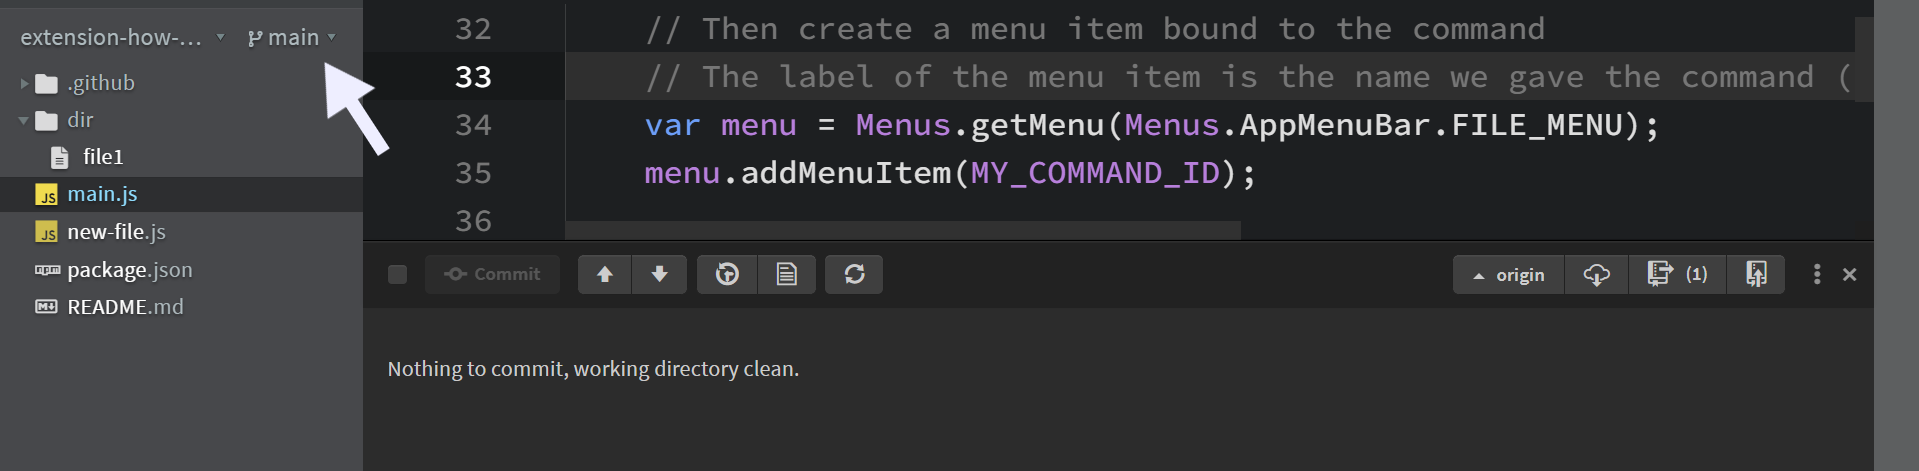 extension-how-... main
.github
dir
file1
JS main.js
JS new-file.js
npm package.json
M README.md
32 // Then create a menu item bound to the command
33 // The label of the menu item is the name we gave the command (
34 var menu = Menus.getMenu(Menus.AppMenuBar.FILE_MENU);
35 menu.addMenuItem(MY_COMMAND_ID);
36
Commit origin (1)
Nothing to commit, working directory clean.